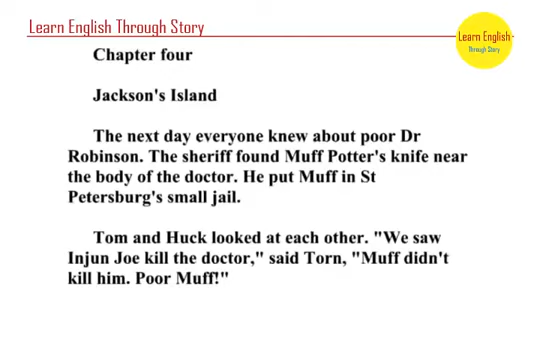 Learn English Through Story
Learn English
Through Story
Chapter four
Jackson's Island
The next day everyone knew about poor Dr
Robinson. The sheriff found Muff Potter's knife near
the body of the doctor. He put Muff in St
Petersburg's small jail.
Tom and Huck looked at each other. "We saw
Injun Joe kill the doctor," said Torn, "Muff didn't
kill him. Poor Muff!"